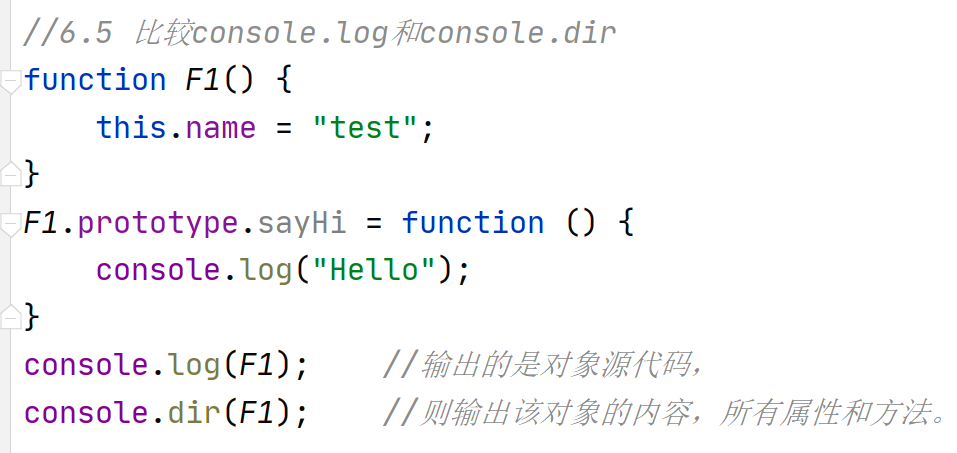 //6.5 比较console.log和console.dir
function F1() {
    this.name = "test";
}
F1.prototype.sayHi = function () {
    console.log("Hello");
}
console.log(F1);    //输出的是对象源代码，
console.dir(F1);    //则输出该对象的内容，所有属性和方法。